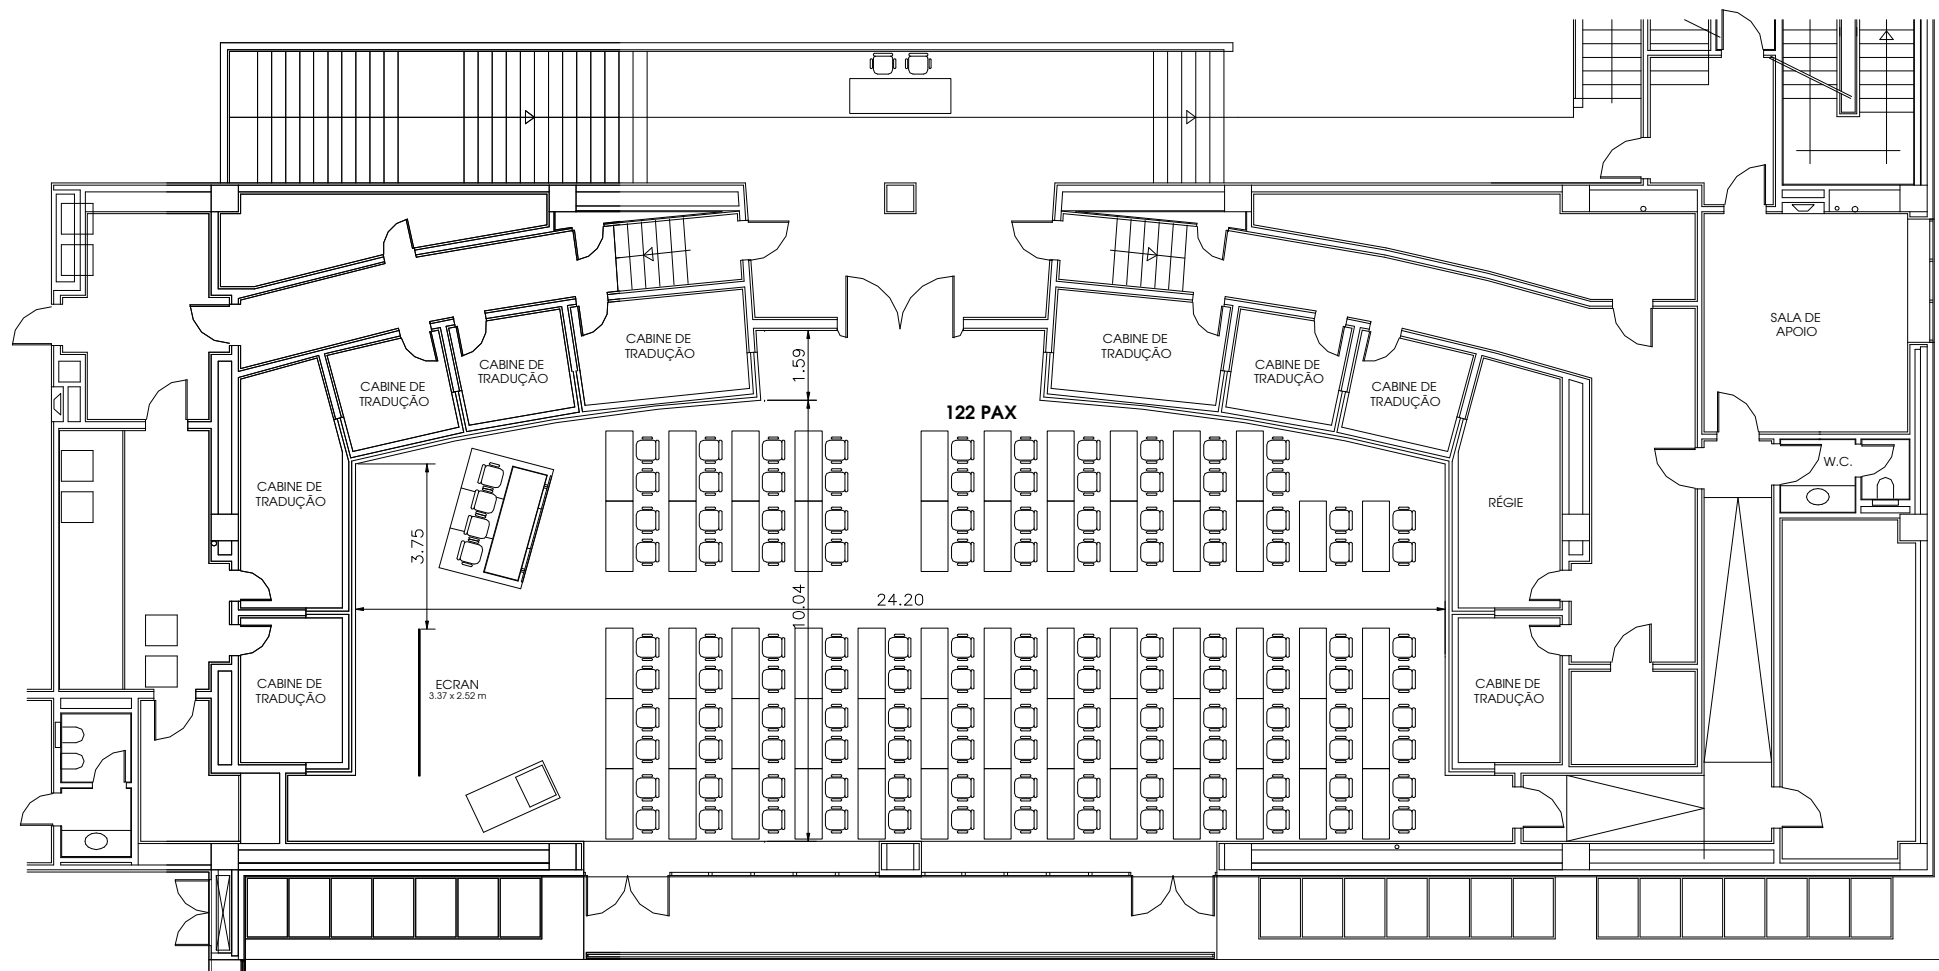 SALA DE
APOIO
CABINE DE
TRADUÇÃO
CABINE DE
TRADUÇÃO
CABINE DE
TRADUÇÃO
1.59
CABINE DE
TRADUÇÃO
CABINE DE
TRADUÇÃO
CABINE DE
TRADUÇÃO
122 PAX
W.C.
CABINE DE
TRADUÇÃO
RÉGIE
3.75
10.04
24.20
ECRAN
3.37 x 2.52 m
CABINE DE
TRADUÇÃO
CABINE DE
TRADUÇÃO